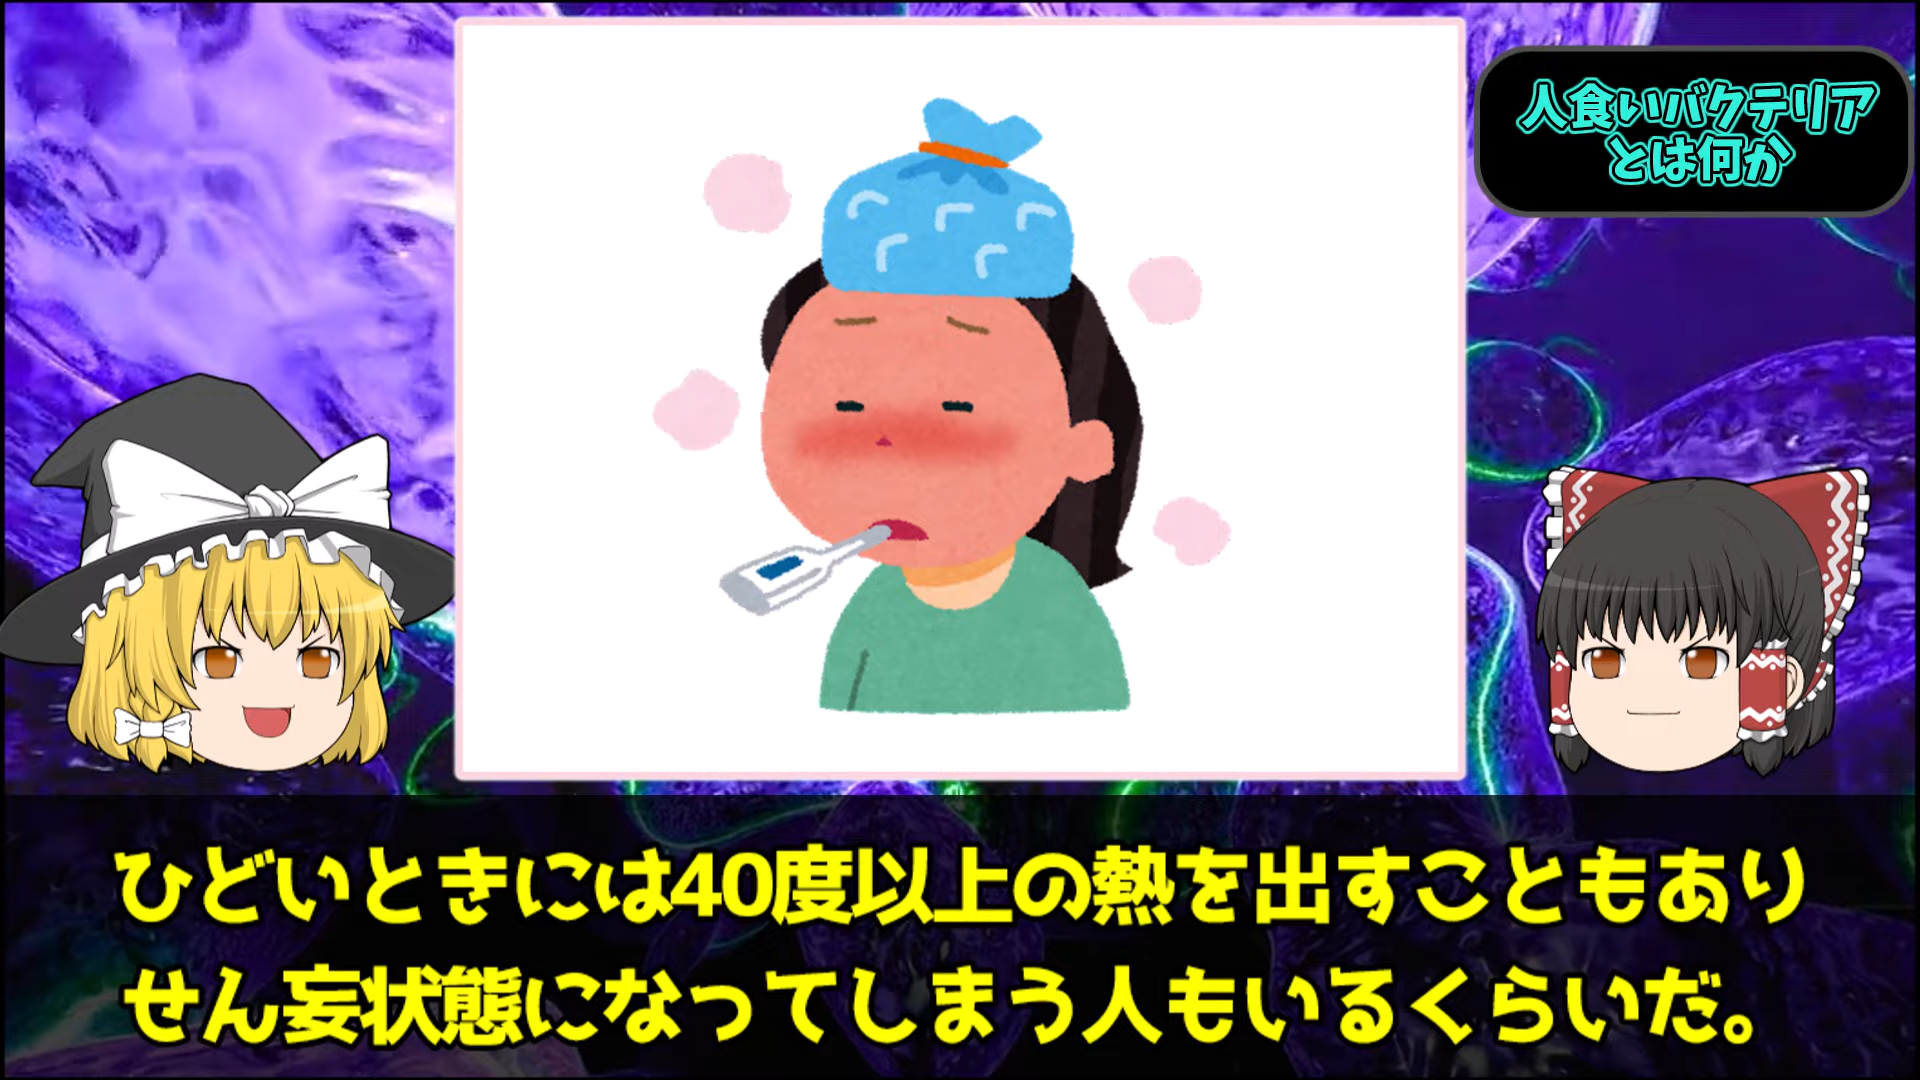 人食いバクテリア
とは何か
ひどいときには40度以上の熱を出すこともあり
せん妄状態になってしまう人もいるくらいだ。